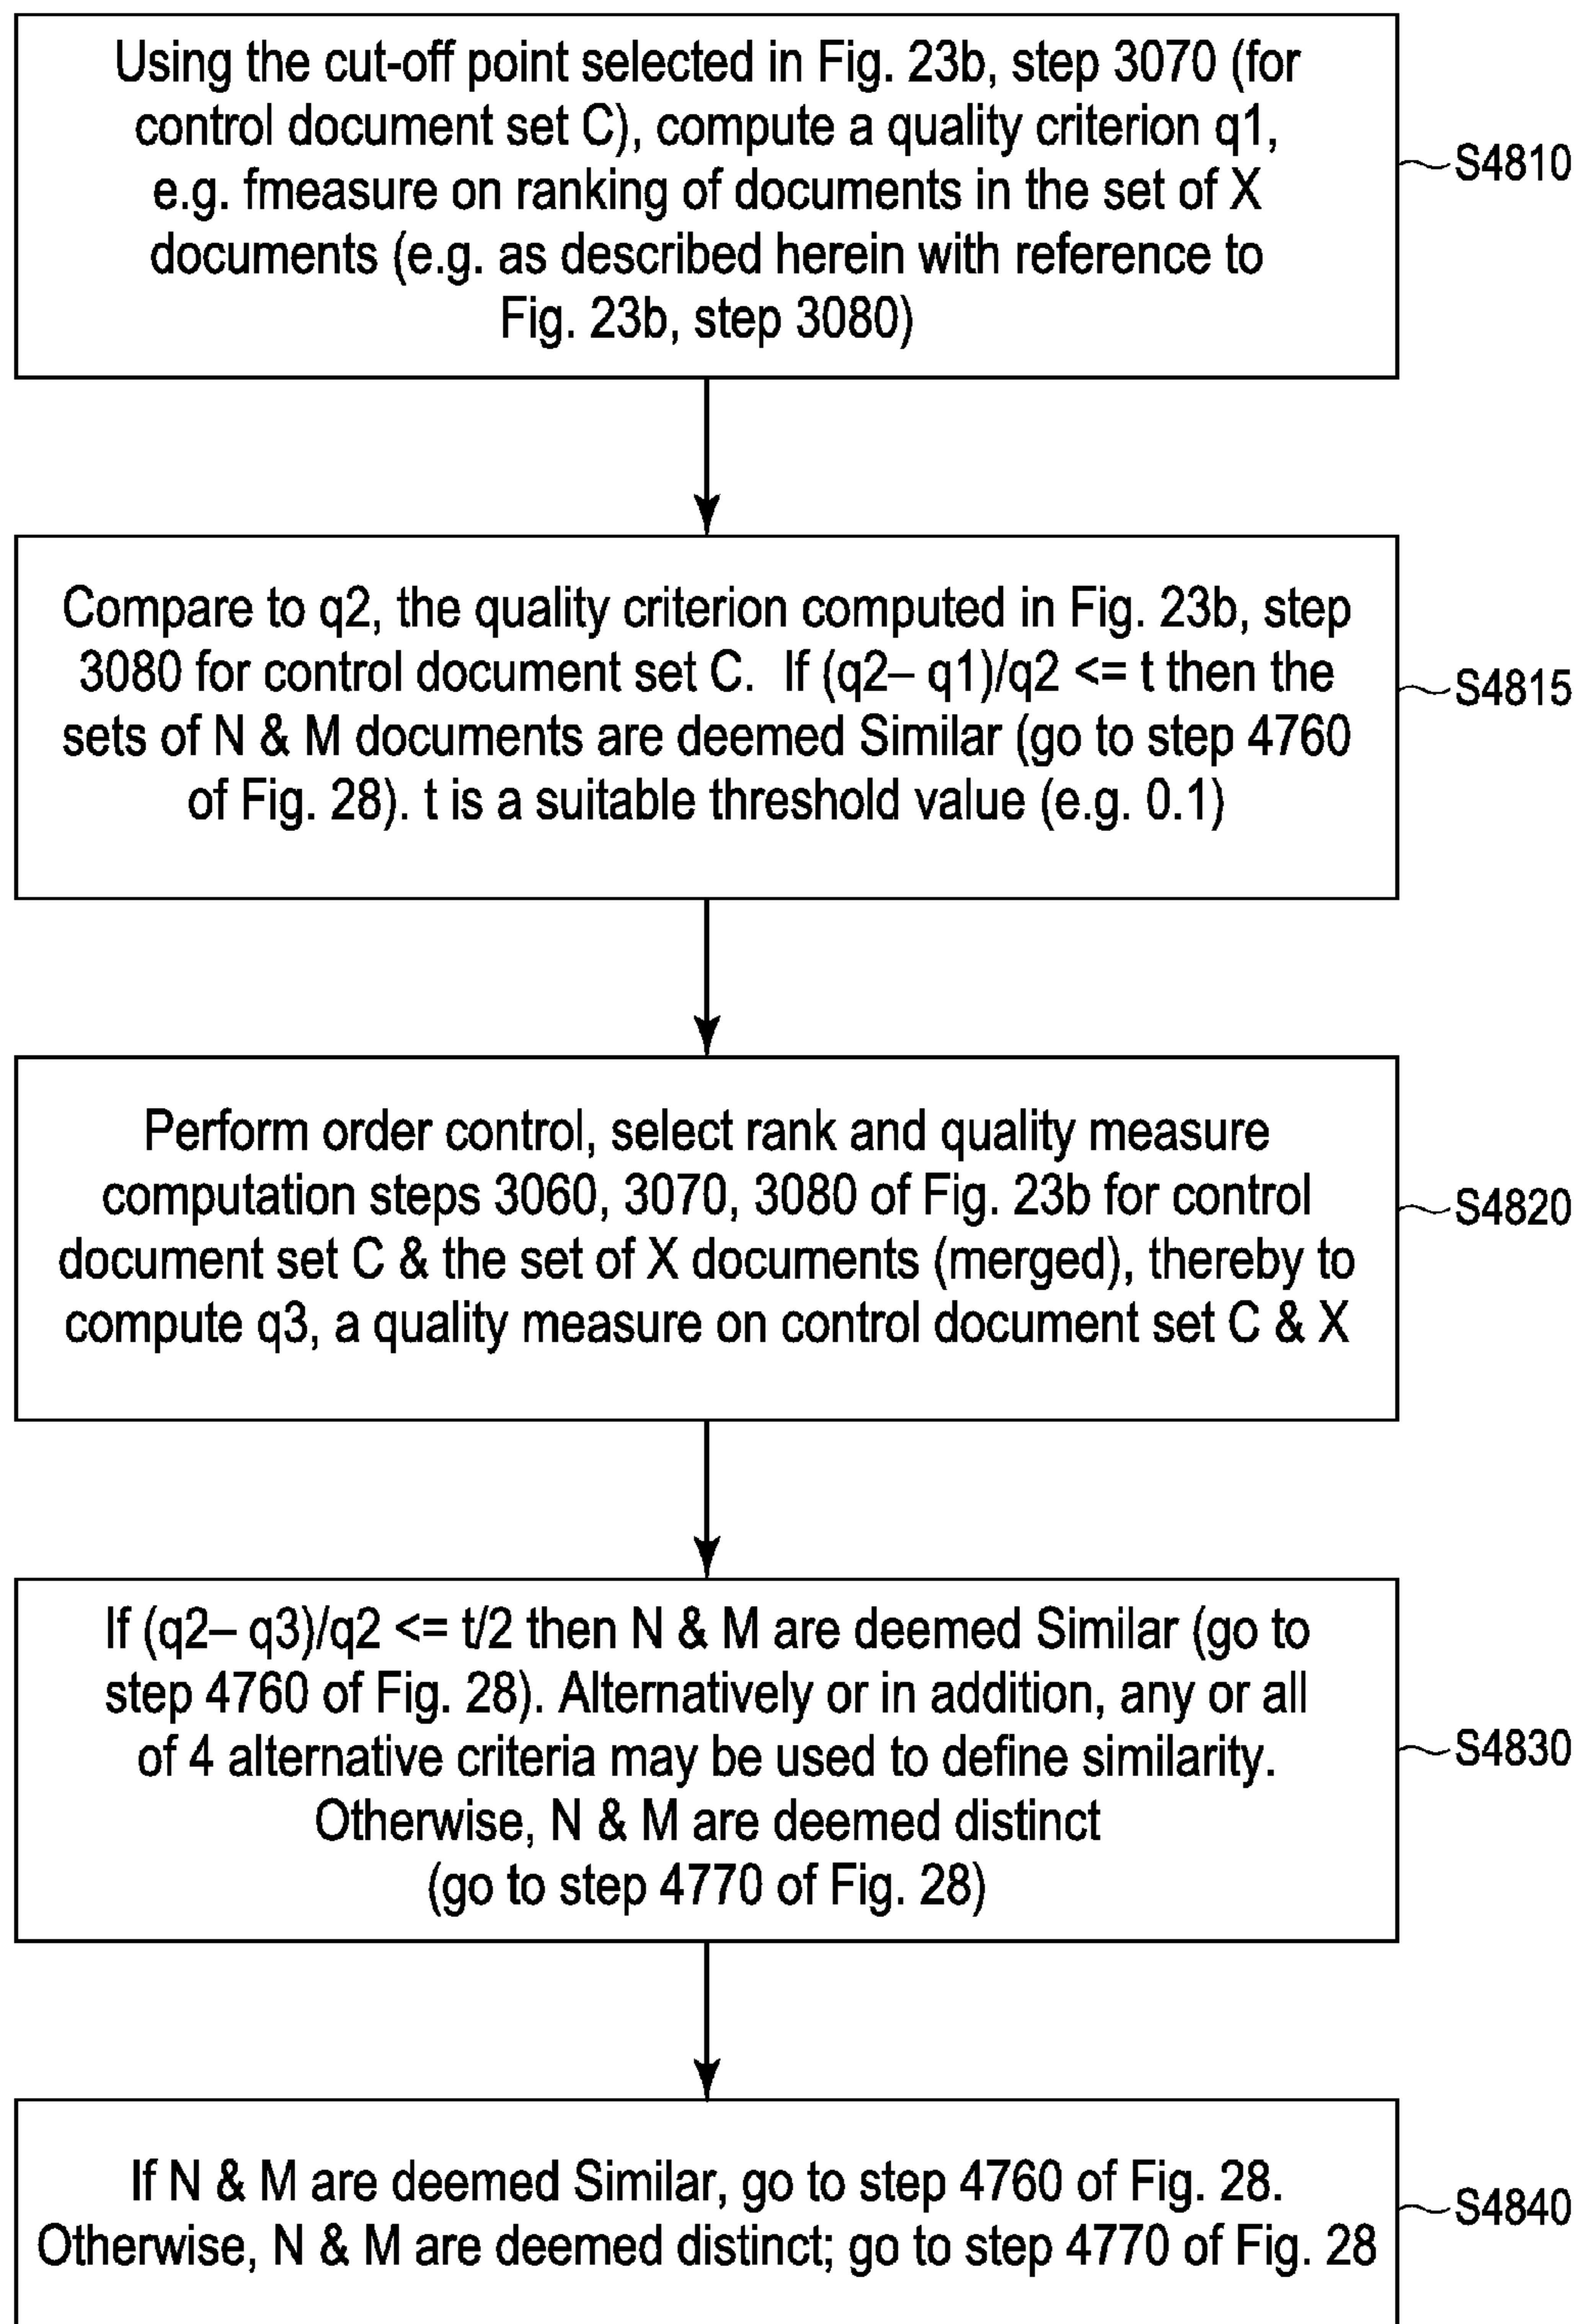 Using the cut-off point selected in Fig. 23b, step 3070 (for
control document set C), compute a quality criterion q1,
e.g. fmeasure on ranking of documents in the set of X
documents (e.g. as described herein with reference to
Fig. 23b, step 3080)
S4810
Compare to q2, the quality criterion computed in Fig. 23b, step
3080 for control document set C.  If (q2– q1)/q2 <= t then the
sets of N & M documents are deemed Similar (go to step 4760
of Fig. 28). t is a suitable threshold value (e.g. 0.1)
S4815
Perform order control, select rank and quality measure
computation steps 3060, 3070, 3080 of Fig. 23b for control
document set C & the set of X documents (merged), thereby to
compute q3, a quality measure on control document set C & X
S4820
If (q2– q3)/q2 <= t/2 then N & M are deemed Similar (go to
step 4760 of Fig. 28). Alternatively or in addition, any or all
of 4 alternative criteria may be used to define similarity.
Otherwise, N & M are deemed distinct
(go to step 4770 of Fig. 28)
S4830
If N & M are deemed Similar, go to step 4760 of Fig. 28.
Otherwise, N & M are deemed distinct; go to step 4770 of Fig. 28
S4840